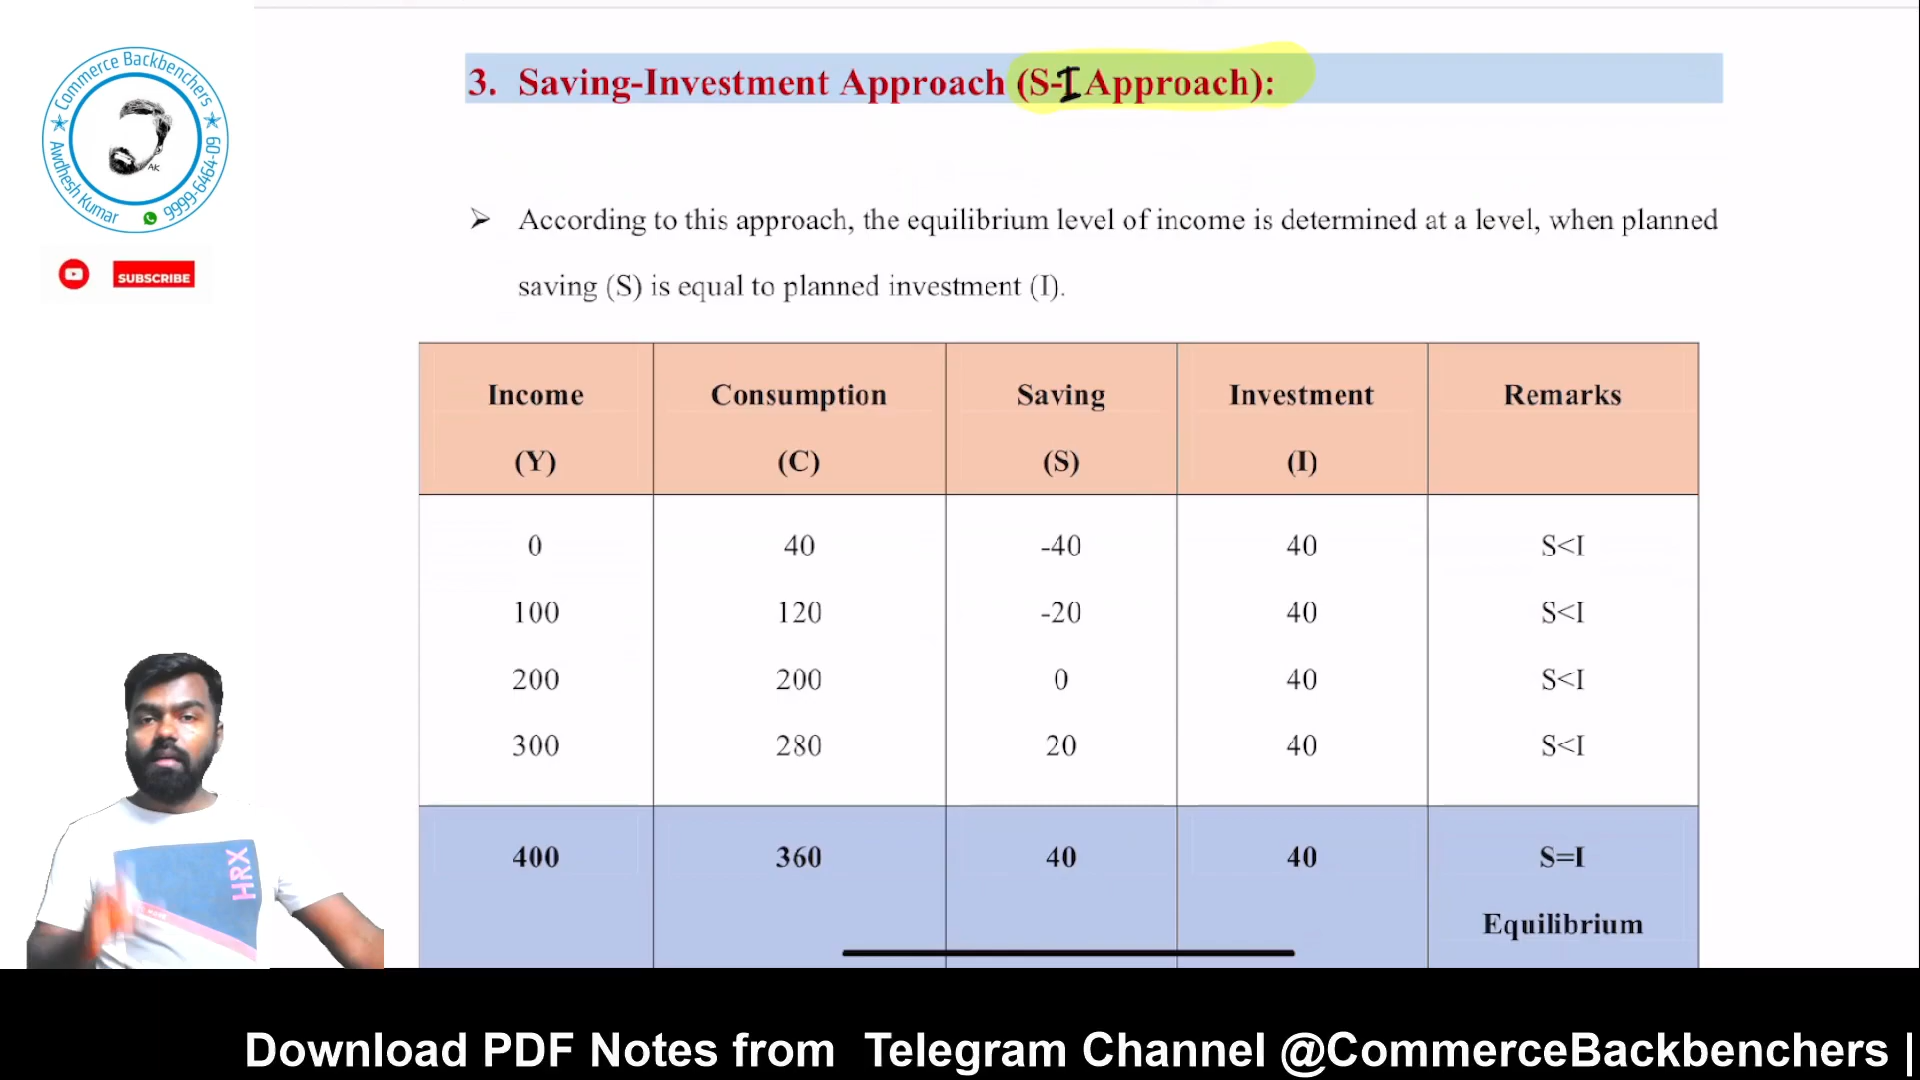 Commerce Backbenchers
Awdhesh Kumar
9999-6464-09
AK
SUBSCRIBE
3. Saving-Investment Approach (S-I Approach):
➢ According to this approach, the equilibrium level of income is determined at a level, when planned
saving (S) is equal to planned investment (I).
Income (Y) Consumption (C) Saving (S) Investment (I) Remarks
0 40 -40 40 S<I
100 120 -20 40 S<I
200 200 0 40 S<I
300 280 20 40 S<I
400 360 40 40 S=I
Equilibrium
HRX
Download PDF Notes from Telegram Channel @CommerceBackbenchers |